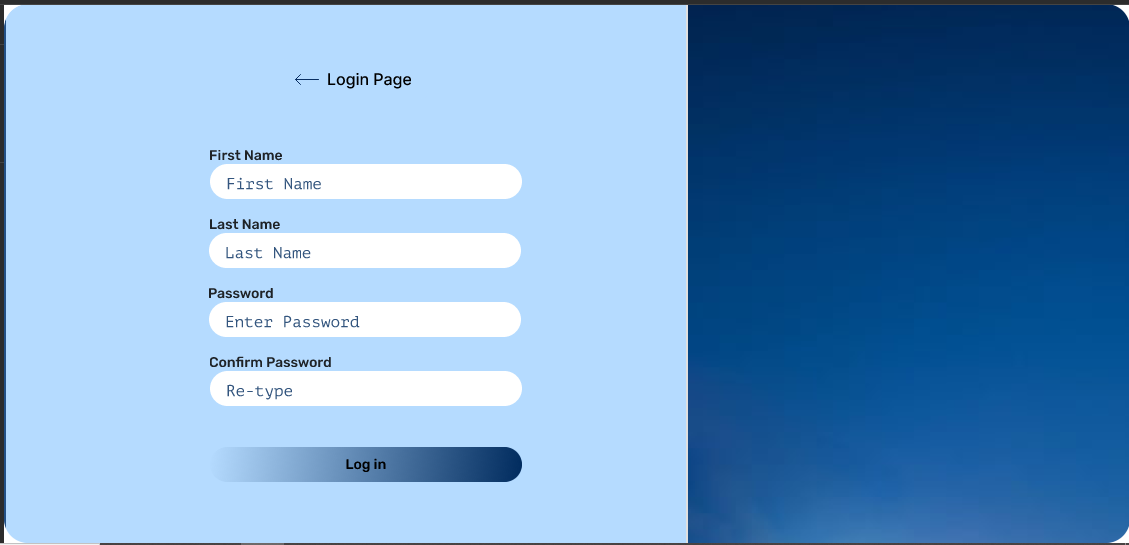 Login Page
First Name
First Name
Last Name
Last Name
Password
Enter Password
Confirm Password
Re-type
Log in